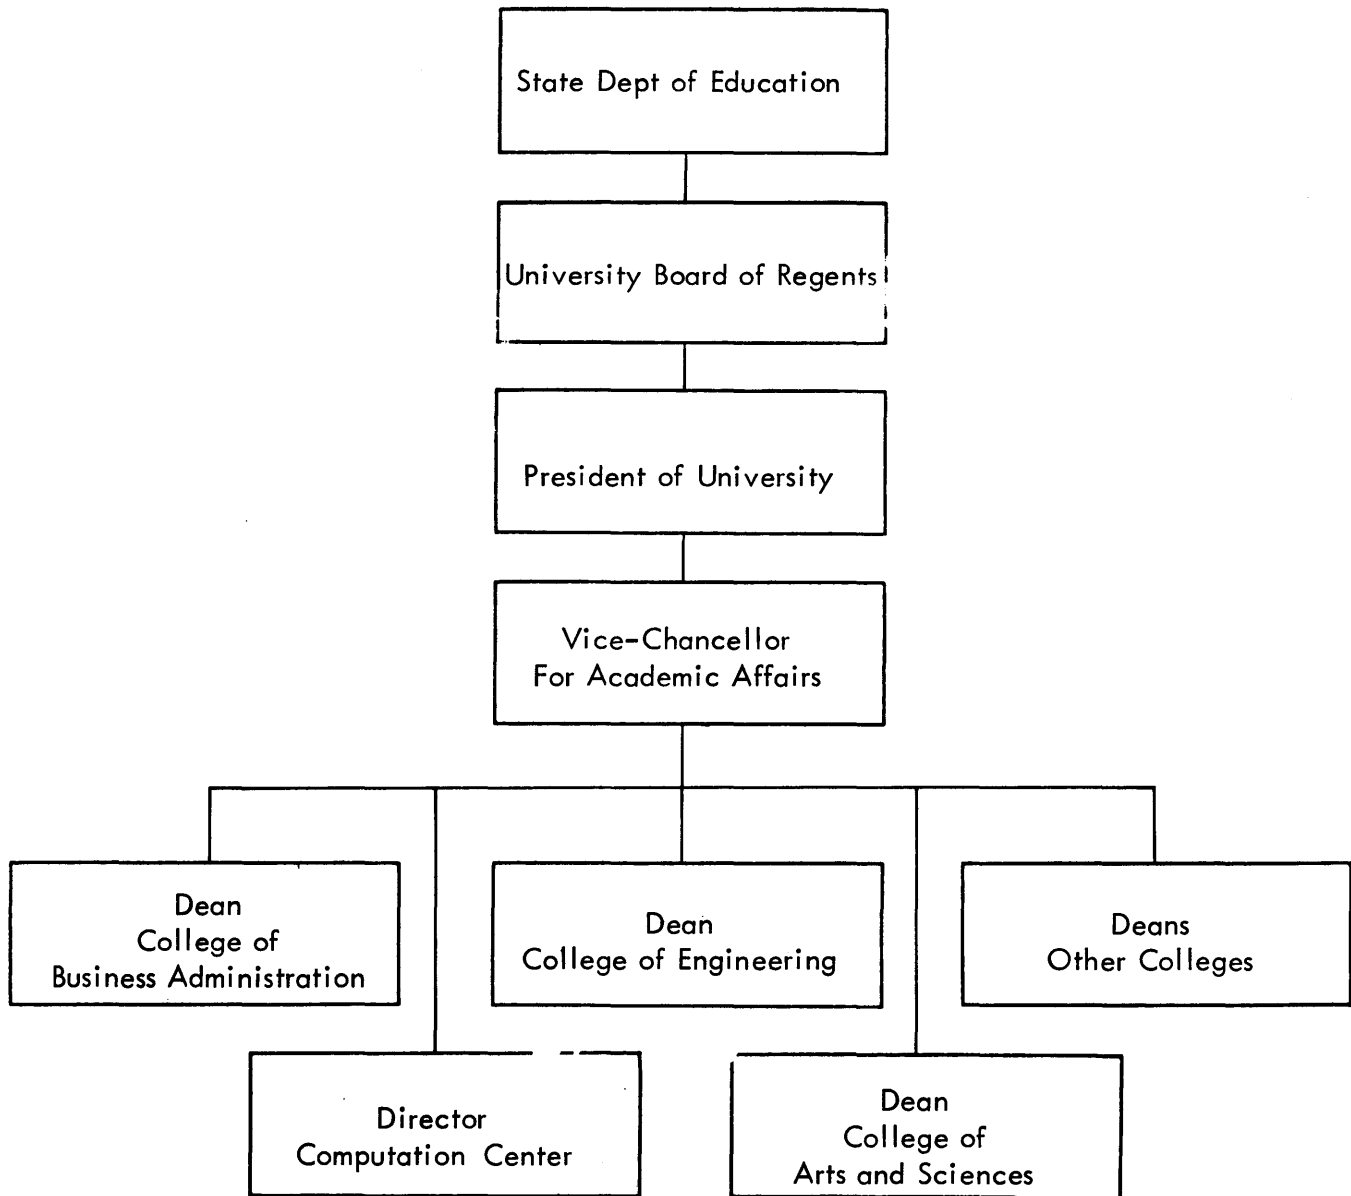 State Dept of Education
University Board of Regents
President of University
Vice-Chancellor
For Academic Affairs
Dean
College of
Business Administration
Dean
College of Engineering
Deans
Other Colleges
Director
Computation Center
Dean
College of
Arts and Sciences